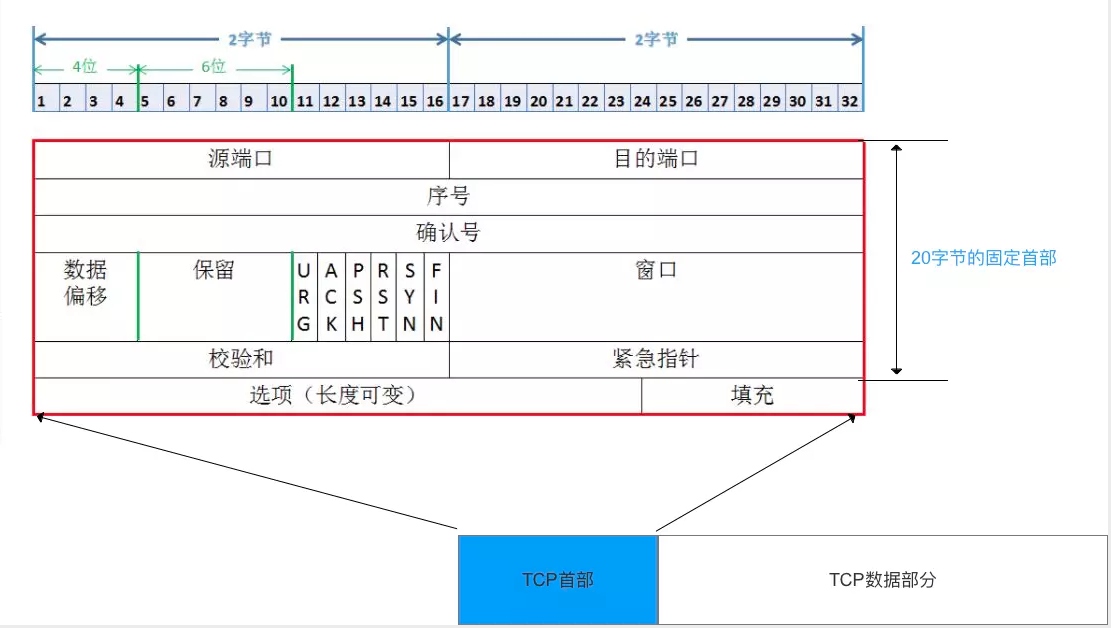 2字节 2字节
4位 6位
1 2 3 4 5 6 7 8 9 10 11 12 13 14 15 16 17 18 19 20 21 22 23 24 25 26 27 28 29 30 31 32
源端口 目的端口
序号
确认号
数据偏移 保留 URG ACK PSH RST SYN FIN 窗口
20字节的固定首部
校验和 紧急指针
选项（长度可变） 填充
TCP首部 TCP数据部分